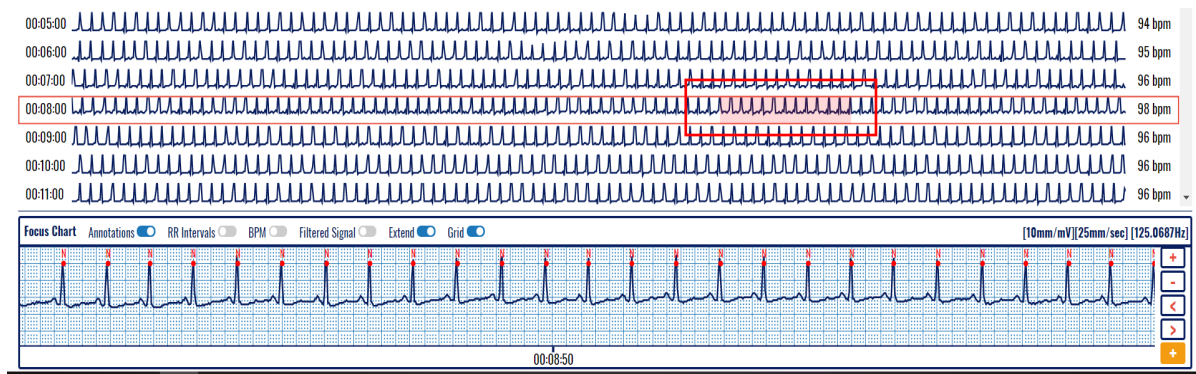 00:05:00 94 bpm
00:06:00 95 bpm
00:07:00 96 bpm
00:08:00 98 bpm
00:09:00 96 bpm
00:10:00 96 bpm
00:11:00 96 bpm
Focus Chart Annotations RR Intervals BPM Filtered Signal Extend Grid [10mm/mV][25mm/sec] [125.0687Hz]
N N N N N N N N N N N N N N N N N N N N N N N N N
+
-
<
>
+
00:08:50